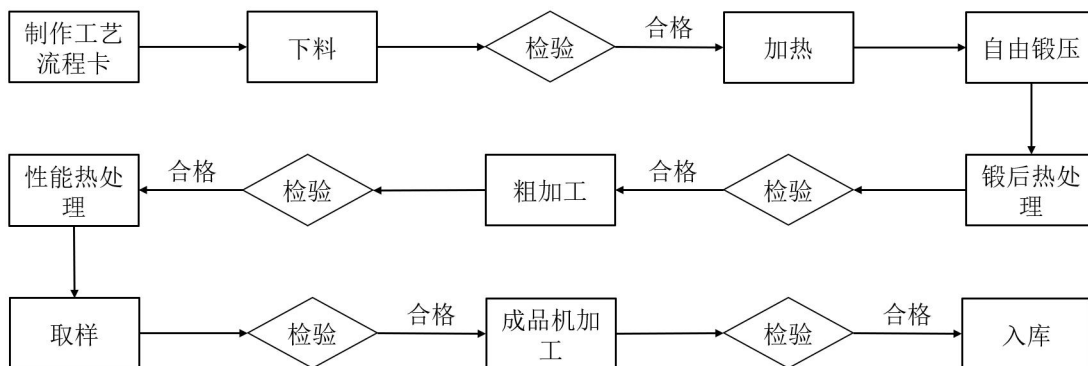 制作工艺
流程卡
下料
检验
合格
加热
自由锻压
性能热处
理
合格
检验
粗加工
合格
检验
锻后热处
理
取样
检验
合格
成品机加
工
检验
合格
入库